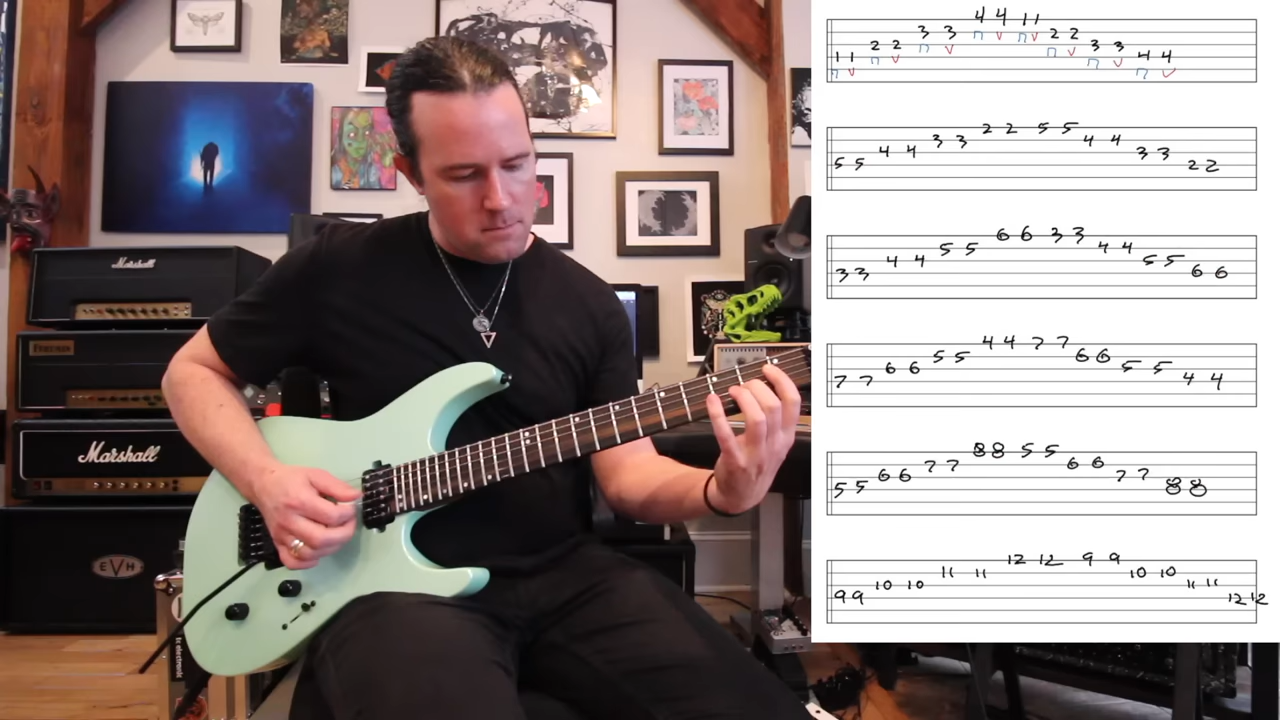 4 4 1 1
3 3 2 2
2 2 3 3
1 1 4 4
2 2 5 5
3 3 4 4
4 4 3 3
5 5 2 2
6 6 3 3
5 5 4 4
4 4 5 5
3 3 6 6
4 4 7 7
5 5 6 6
6 6 5 5
7 7 4 4
8 8 5 5
7 7 6 6
6 6 7 7
5 5 8 8
12 12 9 9
11 11 10 10
10 10 11 11
9 9 12 12
Marshall
Marshall
EVH
tc electronic